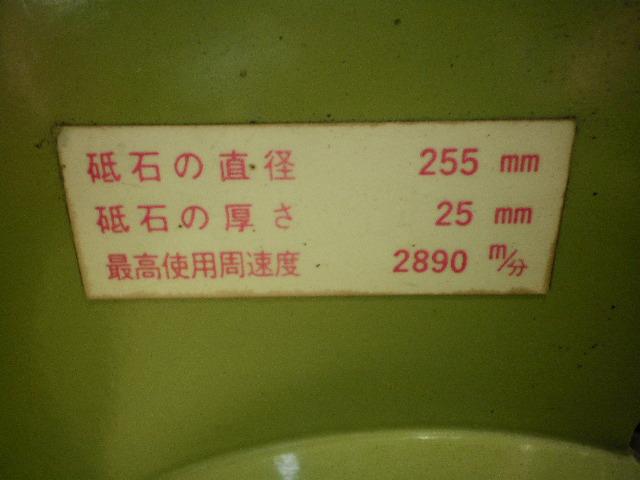 砥石の直径 255 mm
砥石の厚さ 25 mm
最高使用周速度 2890 m/分